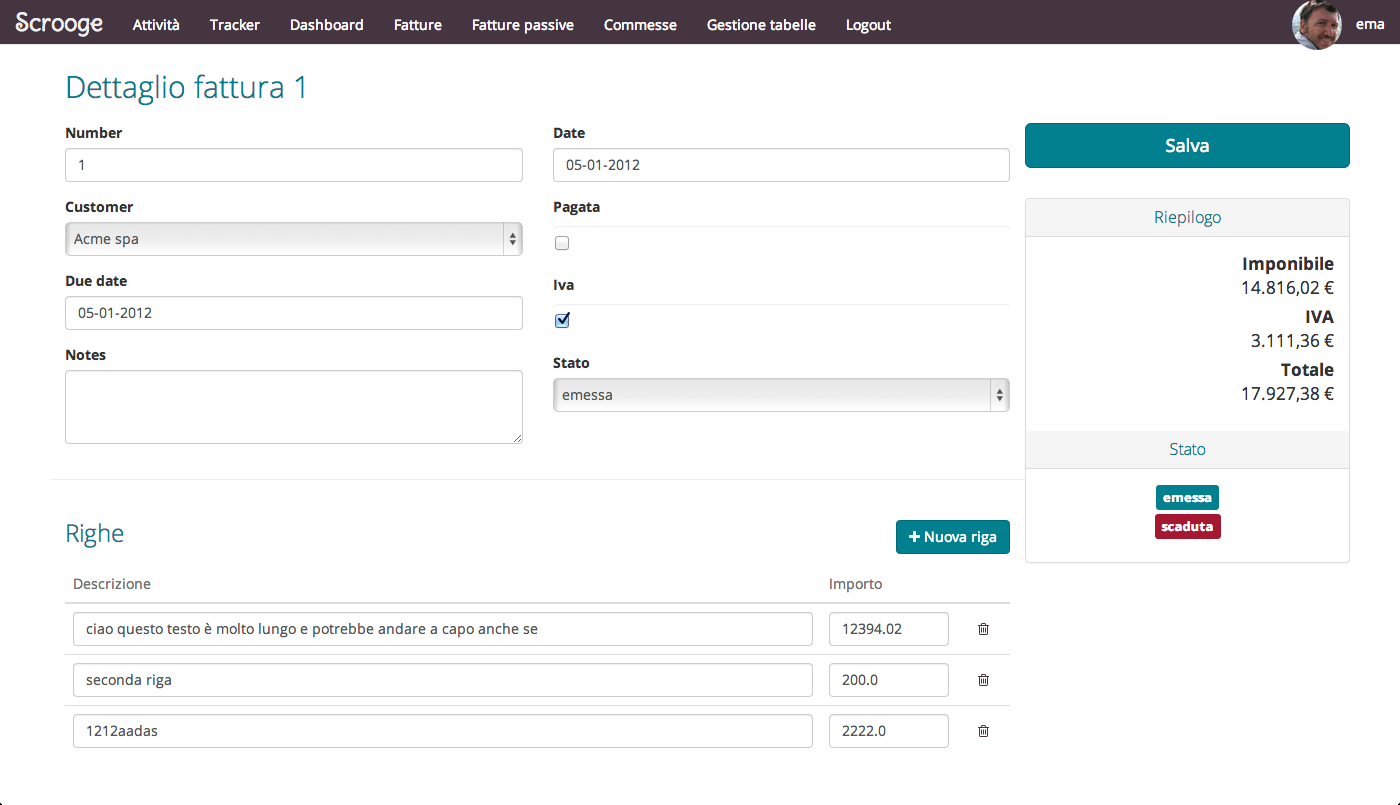 Scrooge Attività Tracker Dashboard Fatture Fatture passive Commesse Gestione tabelle Logout ema
Dettaglio fattura 1
Number
1
Customer
Acme spa
Due date
05-01-2012
Notes
Date
05-01-2012
Pagata
Iva
Stato
emessa
Salva
Riepilogo
Imponibile
14.816,02 €
IVA
3.111,36 €
Totale
17.927,38 €
Stato
emessa
scaduta
Righe
+ Nuova riga
Descrizione Importo
ciao questo testo è molto lungo e potrebbe andare a capo anche se 12394.02
seconda riga 200.0
1212aadas 2222.0